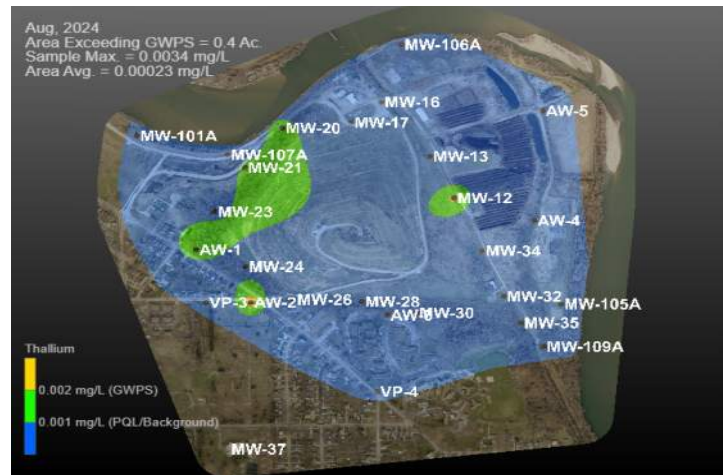 Aug, 2024
Area Exceeding GWPS = 0.4 Ac.
Sample Max. = 0.0034 mg/L
Area Avg. = 0.00023 mg/L
MW-106A
MW-16
AW-5
MW-17
MW-20
MW-101A
MW-107A
MW-13
MW-21
MW-12
MW-23
AW-4
AW-1
MW-34
MW-24
VP-3 AW-2 MW-26 MW-28 MW-32 MW-105A
MW-30
MW-35
MW-109A
Thallium
0.002 mg/L (GWPS)
VP-4
0.001 mg/L (PQL/Background)
MW-37